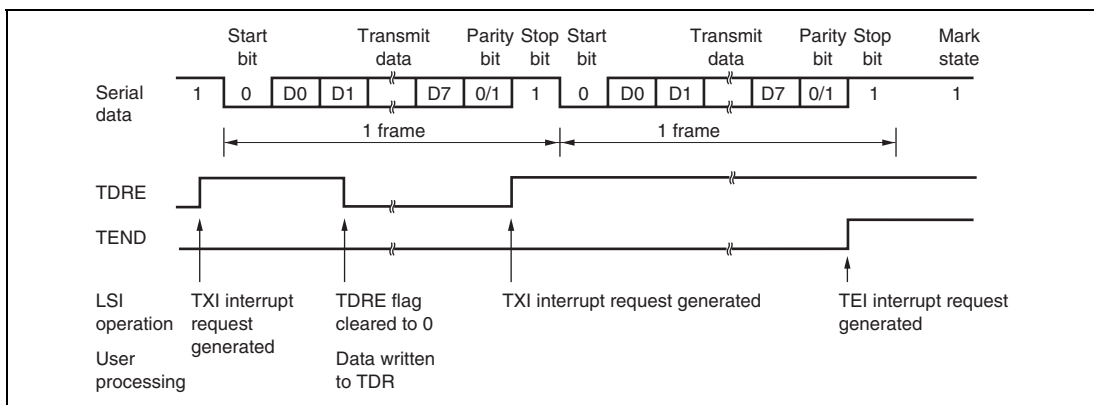 Start bit Transmit data Parity bit Stop bit Start bit Transmit data Parity bit Stop bit Mark state
Serial data 1 0 D0 D1 D7 0/1 1 0 D0 D1 D7 0/1 1 1
1 frame 1 frame
TDRE
TEND
LSI operation TXI interrupt request generated TDRE flag cleared to 0 TXI interrupt request generated TEI interrupt request generated
User processing Data written to TDR